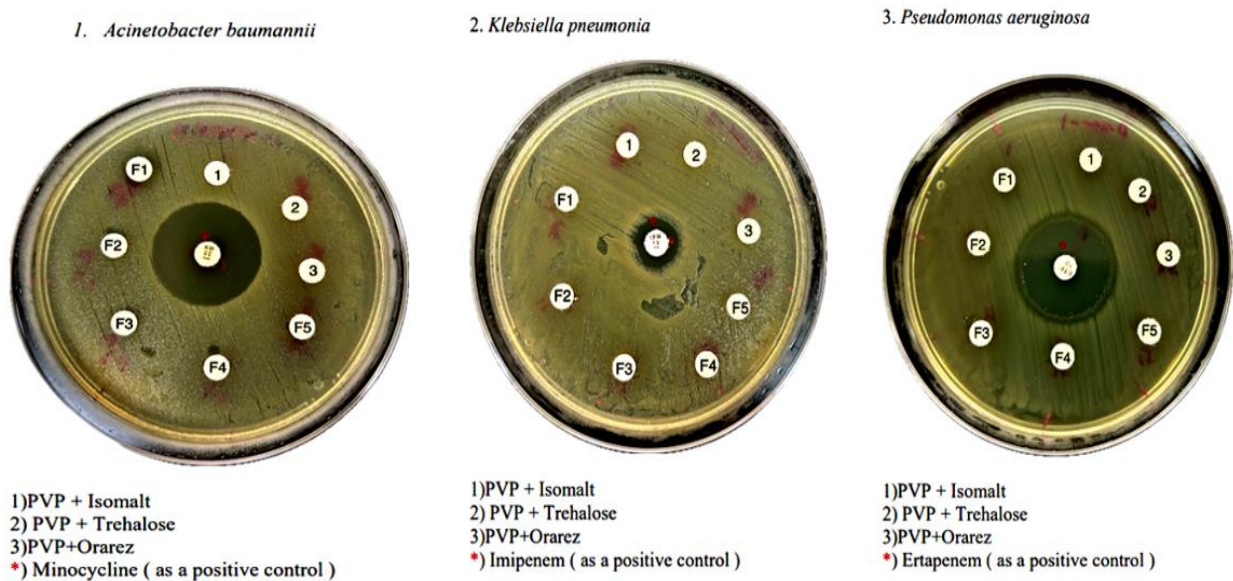 1. Acinetobacter baumannii
F1
1
2
F2
3
F3
F5
F4
1)PVP + Isomalt
2) PVP + Trehalose
3)PVP+Orarez
*) Minocycline ( as a positive control )
2. Klebsiella pneumonia
1
2
F1
3
F2
F5
F3
F4
1)PVP + Isomalt
2) PVP + Trehalose
3)PVP+Orarez
*) Imipenem ( as a positive control )
3. Pseudomonas aeruginosa
1
F1
2
F2
3
F3
F5
F4
1)PVP + Isomalt
2) PVP + Trehalose
3)PVP+Orarez
*) Ertapenem ( as a positive control )